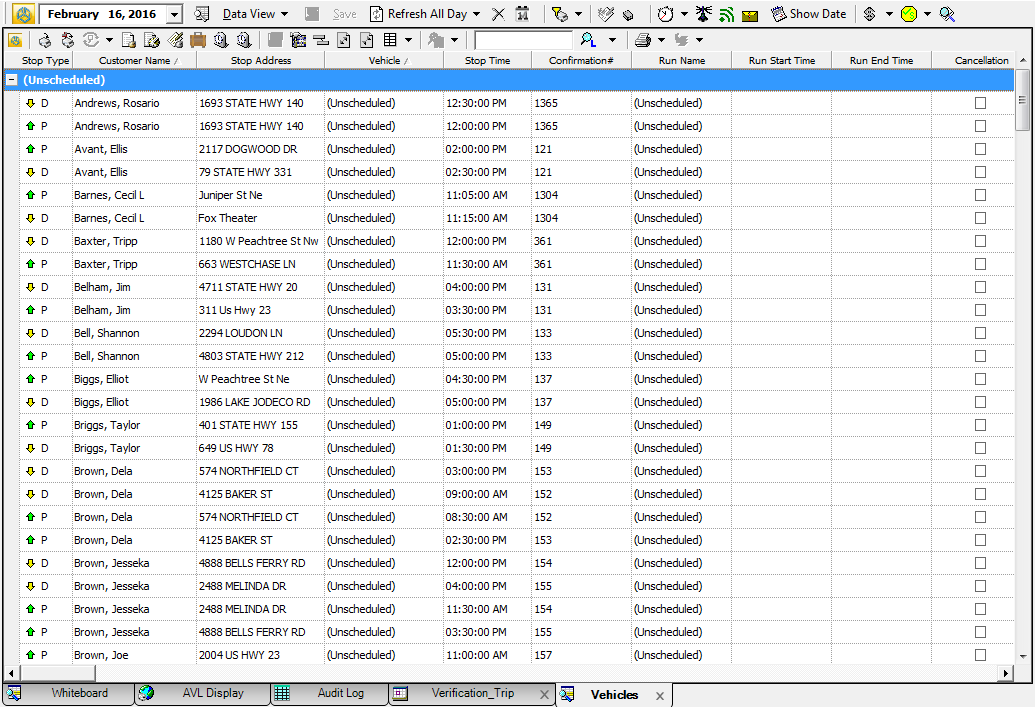 February 16, 2016 Data View Save Refresh All Day 14 Show Date
Stop Type Customer Name Stop Address Vehicle Stop Time Confirmation# Run Name Run Start Time Run End Time Cancellation
(Unscheduled)
D Andrews, Rosario 1693 STATE HWY 140 (Unscheduled) 12:30:00 PM 1365 (Unscheduled)
P Andrews, Rosario 1693 STATE HWY 140 (Unscheduled) 12:00:00 PM 1365 (Unscheduled)
P Avant, Ellis 2117 DOGWOOD DR (Unscheduled) 02:00:00 PM 121 (Unscheduled)
D Avant, Ellis 79 STATE HWY 331 (Unscheduled) 02:30:00 PM 121 (Unscheduled)
P Barnes, Cecil L Juniper St Ne (Unscheduled) 11:05:00 AM 1304 (Unscheduled)
D Barnes, Cecil L Fox Theater (Unscheduled) 11:15:00 AM 1304 (Unscheduled)
D Baxter, Tripp 1180 W Peachtree St Nw (Unscheduled) 12:00:00 PM 361 (Unscheduled)
P Baxter, Tripp 663 WESTCHASE LN (Unscheduled) 11:30:00 AM 361 (Unscheduled)
D Belham, Jim 4711 STATE HWY 20 (Unscheduled) 04:00:00 PM 131 (Unscheduled)
P Belham, Jim 311 Us Hwy 23 (Unscheduled) 03:30:00 PM 131 (Unscheduled)
D Bell, Shannon 2294 LOUDON LN (Unscheduled) 05:30:00 PM 133 (Unscheduled)
P Bell, Shannon 4803 STATE HWY 212 (Unscheduled) 05:00:00 PM 133 (Unscheduled)
P Biggs, Elliot W Peachtree St Ne (Unscheduled) 04:30:00 PM 137 (Unscheduled)
D Biggs, Elliot 1986 LAKE JODECO RD (Unscheduled) 05:00:00 PM 137 (Unscheduled)
P Briggs, Taylor 401 STATE HWY 155 (Unscheduled) 01:00:00 PM 149 (Unscheduled)
D Briggs, Taylor 649 US HWY 78 (Unscheduled) 01:30:00 PM 149 (Unscheduled)
D Brown, Dela 574 NORTHFIELD CT (Unscheduled) 03:00:00 PM 153 (Unscheduled)
D Brown, Dela 4125 BAKER ST (Unscheduled) 09:00:00 AM 152 (Unscheduled)
P Brown, Dela 574 NORTHFIELD CT (Unscheduled) 08:30:00 AM 152 (Unscheduled)
P Brown, Dela 4125 BAKER ST (Unscheduled) 02:30:00 PM 153 (Unscheduled)
D Brown, Jesseka 4888 BELLS FERRY RD (Unscheduled) 12:00:00 PM 154 (Unscheduled)
D Brown, Jesseka 2488 MELINDA DR (Unscheduled) 04:00:00 PM 155 (Unscheduled)
P Brown, Jesseka 2488 MELINDA DR (Unscheduled) 11:30:00 AM 154 (Unscheduled)
P Brown, Jesseka 4888 BELLS FERRY RD (Unscheduled) 03:30:00 PM 155 (Unscheduled)
P Brown, Joe 2004 US HWY 23 (Unscheduled) 11:00:00 AM 157 (Unscheduled)
Whiteboard AVL Display Audit Log Verification_Trip Vehicles